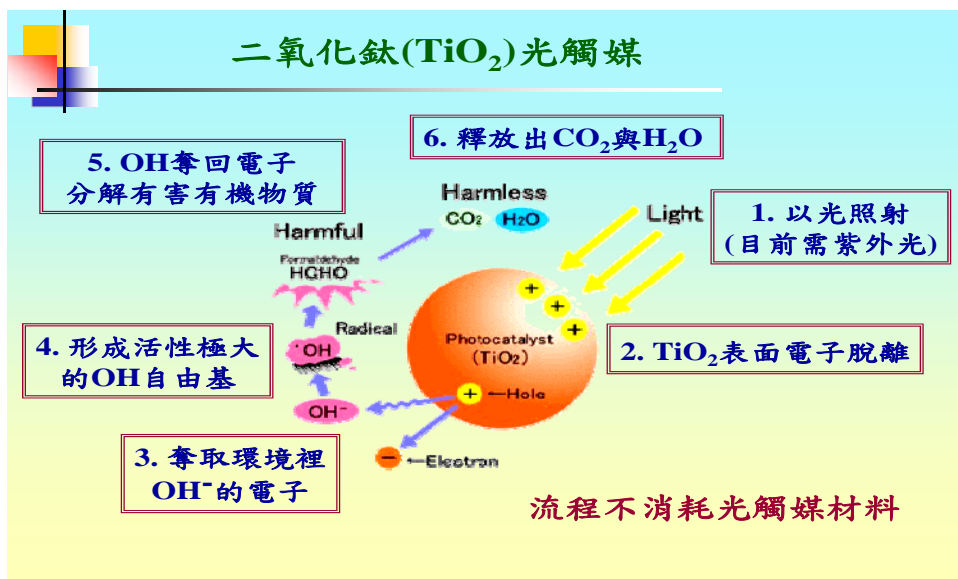 二氧化鈦(TiO₂)光觸媒
6. 釋放出CO₂與H₂O
5. OH奪回電子
分解有害有機物質
Harmless
CO₂ H₂O
Light
1. 以光照射
(目前需紫外光)
Harmful
Formaldehyde
HCHO
Radical
·OH
Photocatalyst
(TiO₂)
+
+
+
4. 形成活性極大
的OH自由基
2. TiO₂表面電子脫離
+ ←Hole
OH⁻
− ←Electron
3. 奪取環境裡
OH⁻的電子
流程不消耗光觸媒材料